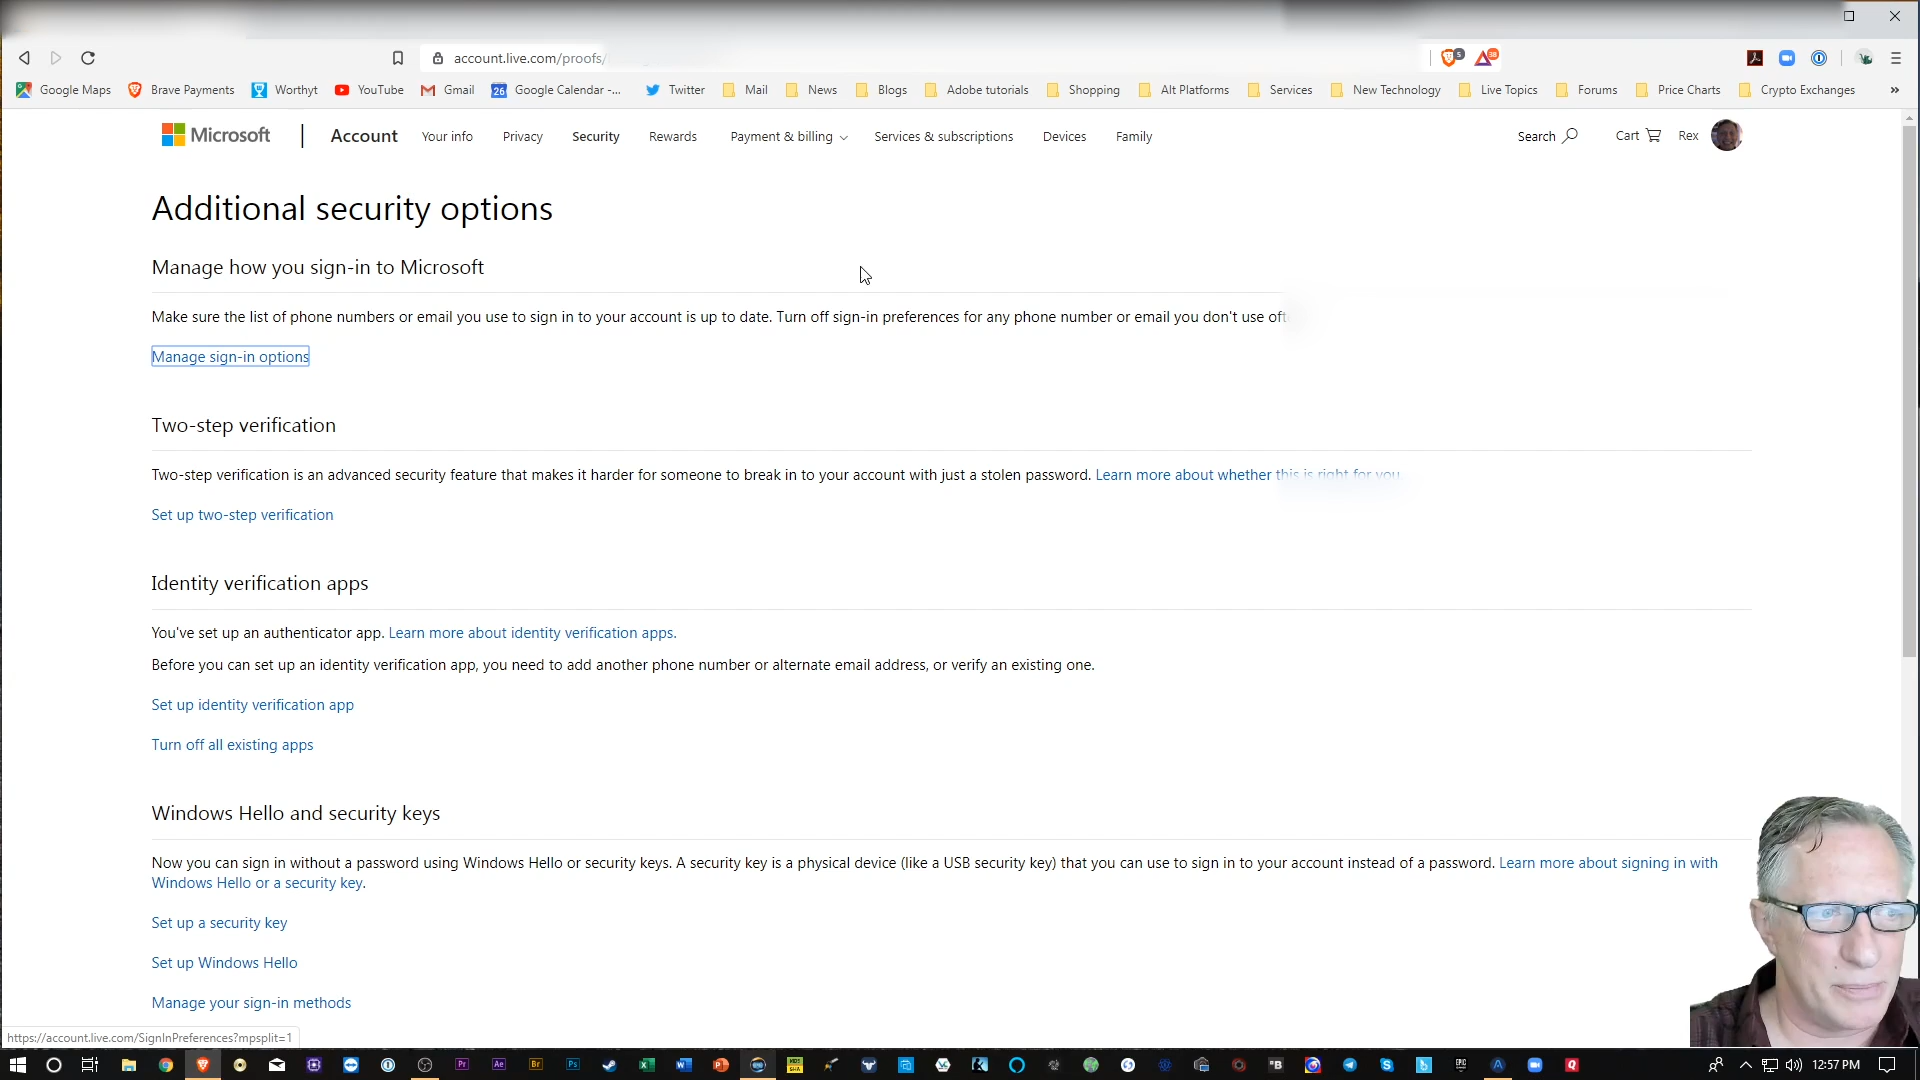 account.live.com/proofs/
5
38
Google Maps Brave Payments Worthyt YouTube Gmail 26 Google Calendar -... Twitter Mail News Blogs Adobe tutorials Shopping Alt Platforms Services New Technology Live Topics Forums Price Charts Crypto Exchanges »
Microsoft Account Your info Privacy Security Rewards Payment & billing Services & subscriptions Devices Family Search Cart Rex
Additional security options
Manage how you sign-in to Microsoft
Make sure the list of phone numbers or email you use to sign in to your account is up to date. Turn off sign-in preferences for any phone number or email you don't use
Manage sign-in options
Two-step verification
Two-step verification is an advanced security feature that makes it harder for someone to break in to your account with just a stolen password. Learn more about whether this is right for you.
Set up two-step verification
Identity verification apps
You've set up an authenticator app. Learn more about identity verification apps.
Before you can set up an identity verification app, you need to add another phone number or alternate email address, or verify an existing one.
Set up identity verification app
Turn off all existing apps
Windows Hello and security keys
Now you can sign in without a password using Windows Hello or security keys. A security key is a physical device (like a USB security key) that you can use to sign in to your account instead of a password. Learn more about signing in with
Windows Hello or a security key.
Set up a security key
Set up Windows Hello
Manage your sign-in methods
https://account.live.com/SignInPreferences?mpsplit=1
Pr Ae Br Ps 12:57 PM